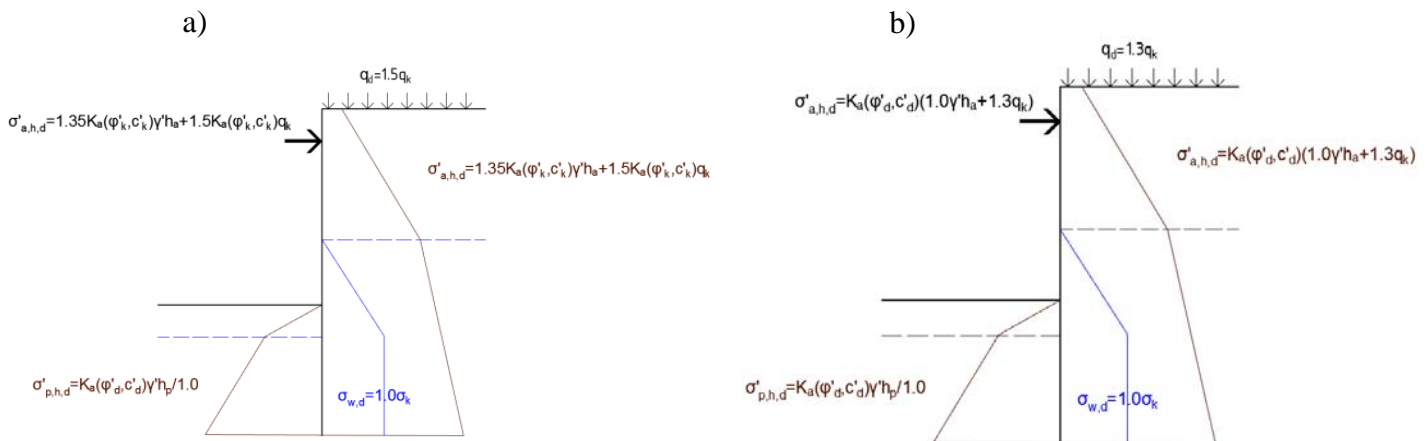 a)
q_d=1.5q_k
σ'_a,h,d=1.35K_a(φ'_k,c'_k)γ'h_a+1.5K_a(φ'_k,c'_k)q_k
σ'_a,h,d=1.35K_a(φ'_k,c'_k)γ'h_a+1.5K_a(φ'_k,c'_k)q_k
σ'_p,h,d=K_a(φ'_d,c'_d)γ'h_p/1.0
σ_w,d=1.0σ_k
b)
q_d=1.3q_k
σ'_a,h,d=K_a(φ'_d,c'_d)(1.0γ'h_a+1.3q_k)
σ'_a,h,d=K_a(φ'_d,c'_d)(1.0γ'h_a+1.3q_k)
σ'_p,h,d=K_a(φ'_d,c'_d)γ'h_p/1.0
σ_w,d=1.0σ_k